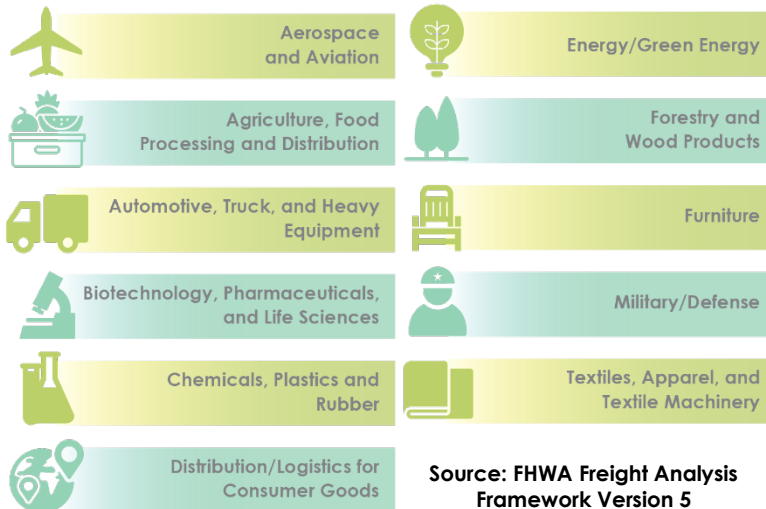 Aerospace
and Aviation
Agriculture, Food
Processing and Distribution
Automotive, Truck, and Heavy
Equipment
Biotechnology, Pharmaceuticals,
and Life Sciences
Chemicals, Plastics and
Rubber
Distribution/Logistics for
Consumer Goods
Energy/Green Energy
Forestry and
Wood Products
Furniture
Military/Defense
Textiles, Apparel, and
Textile Machinery
Source: FHWA Freight Analysis
Framework Version 5